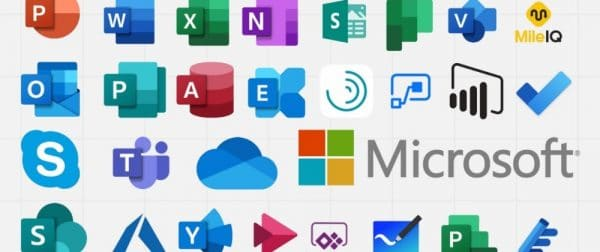 P W X N S V MileIQ
O P A E
S T Microsoft
S Y P